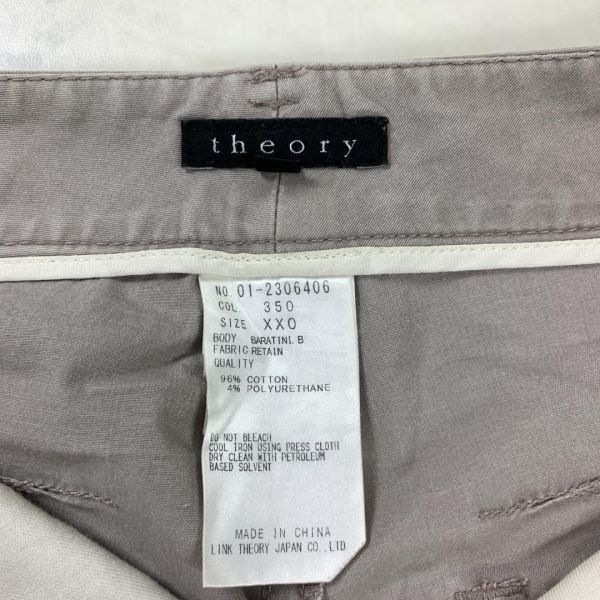 theory
NO. 01-2306406
COL. 350
SIZE XXO
BODY BARATINI.B
FABRIC RETAIN
QUALITY
96% COTTON
4% POLYURETHANE
DO NOT BLEACH
COOL IRON USING PRESS CLOTH
DRY CLEAN WITH PETROLEUM
BASED SOLVENT
MADE IN CHINA
LINK THEORY JAPAN CO.,LTD